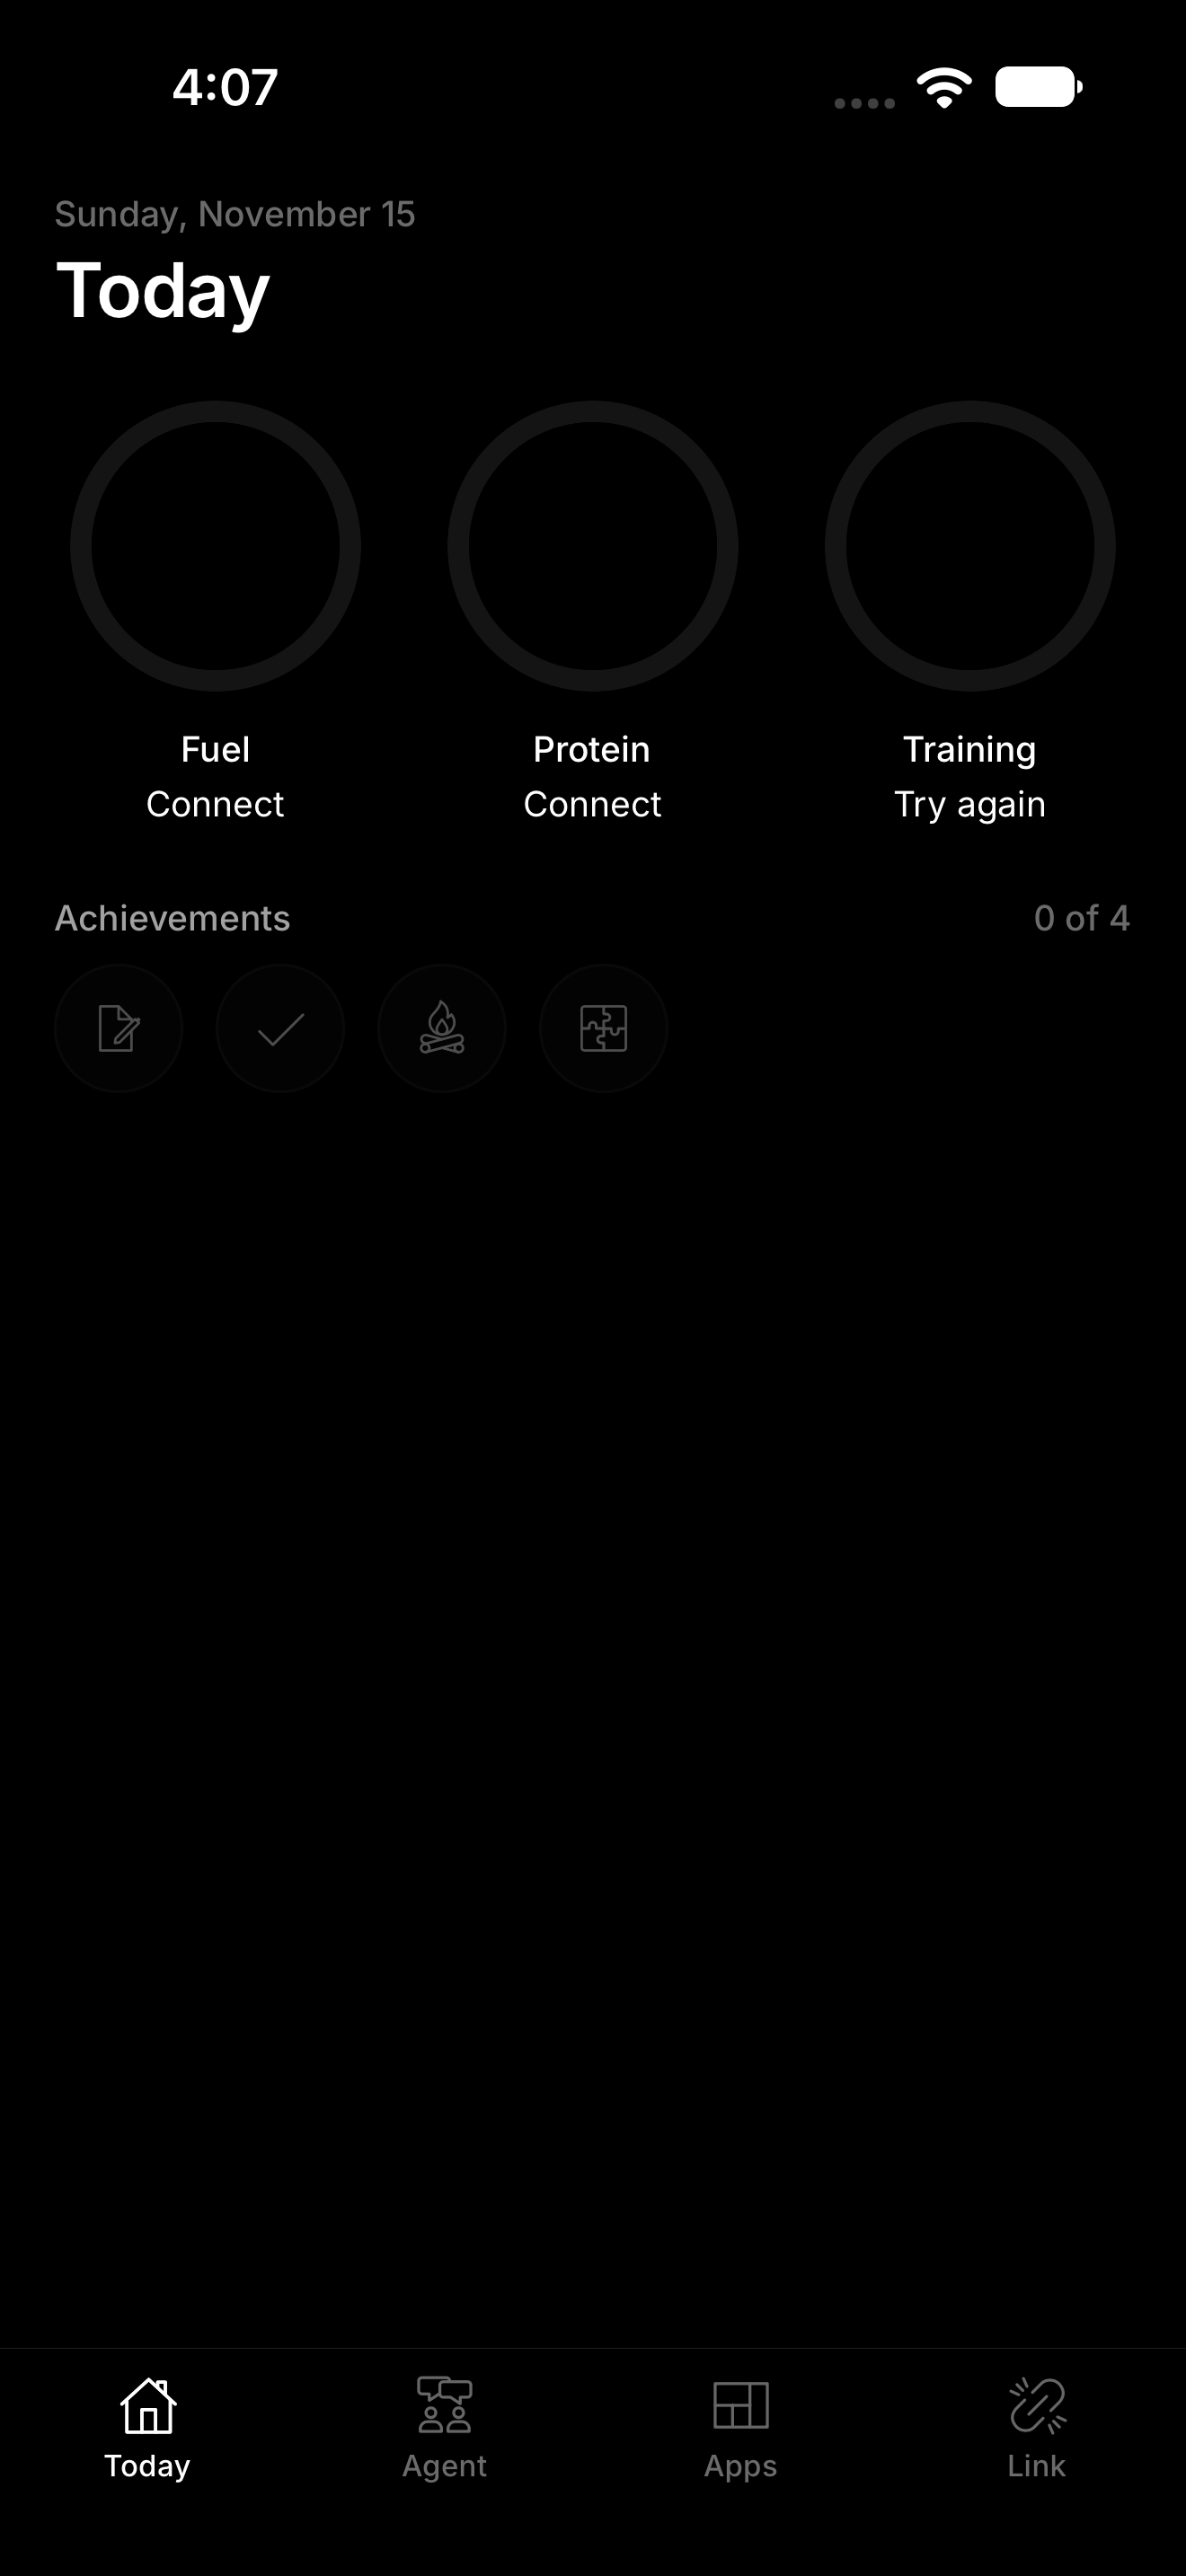 4:07
Sunday, November 15
Today
Fuel
Connect
Protein
Connect
Training
Try again
Achievements
0 of 4
Today
Agent
Apps
Link